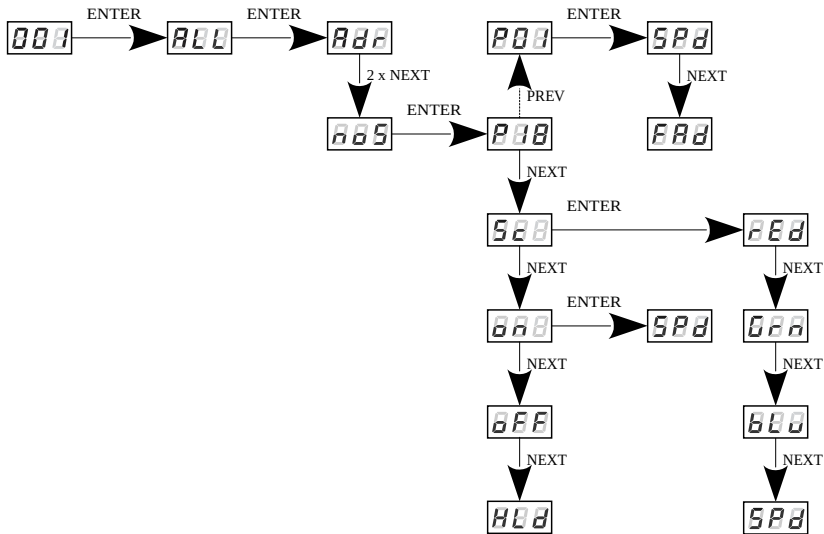 ENTER ENTER ENTER
001 ALL Adr P01 SPd
2 x NEXT NEXT
PREV
ENTER
noS P18 FAd
NEXT
ENTER
Sc rEd
NEXT NEXT
ENTER
on SPd Grn
NEXT NEXT
oFF bLu
NEXT NEXT
HLd SPd